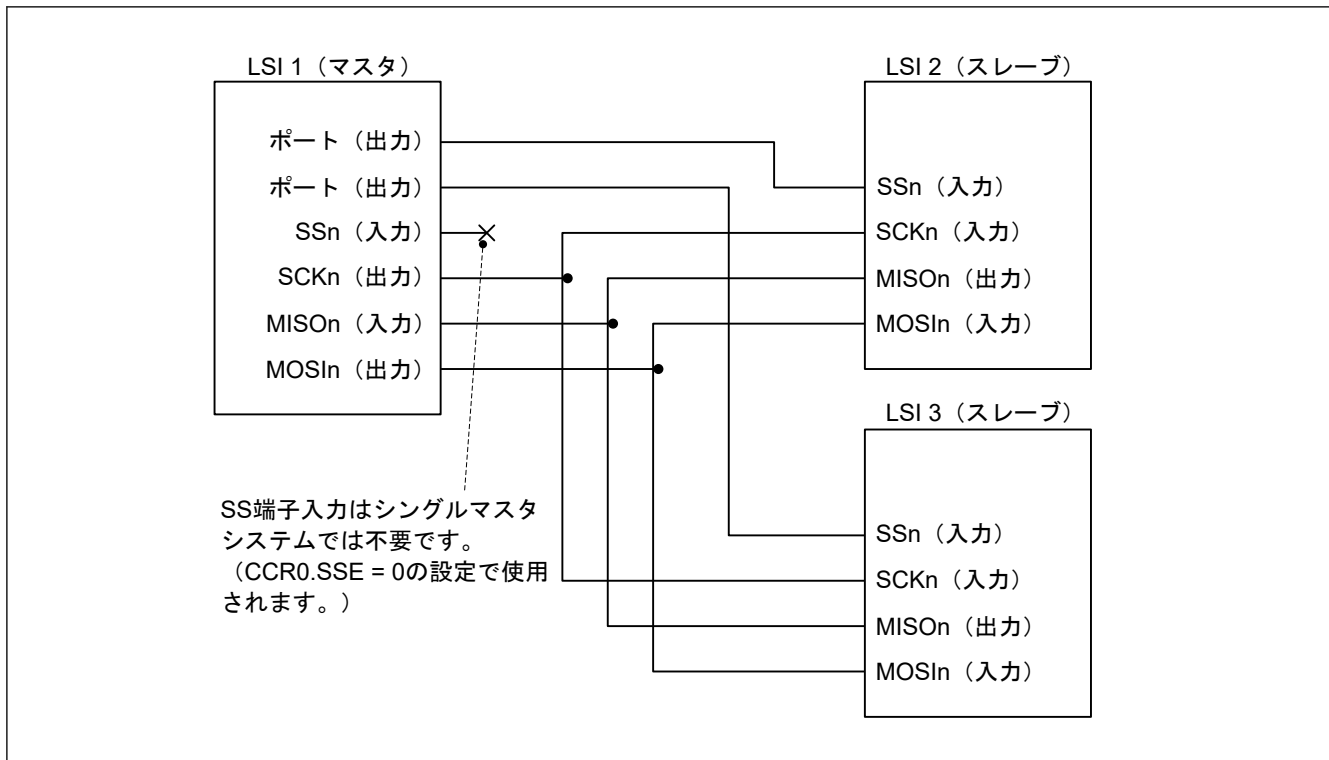 LSI 1（マスタ）
ポート（出力）
ポート（出力）
SSn（入力）
SCKn（出力）
MISOn（入力）
MOSIn（出力）
SS端子入力はシングルマスタ
システムでは不要です。
（CCR0.SSE = 0の設定で使用
されます。）
LSI 2（スレーブ）
SSn（入力）
SCKn（入力）
MISOn（出力）
MOSIn（入力）
LSI 3（スレーブ）
SSn（入力）
SCKn（入力）
MISOn（出力）
MOSIn（入力）